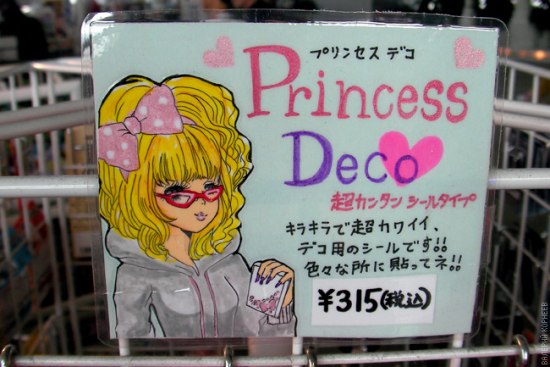 プリンセス デコ
Princess
Deco
超カンタン シールタイプ
キラキラで超カワイイ、
デコ用のシールです!!
色々な所に貼ってネ!!
¥315(税込)